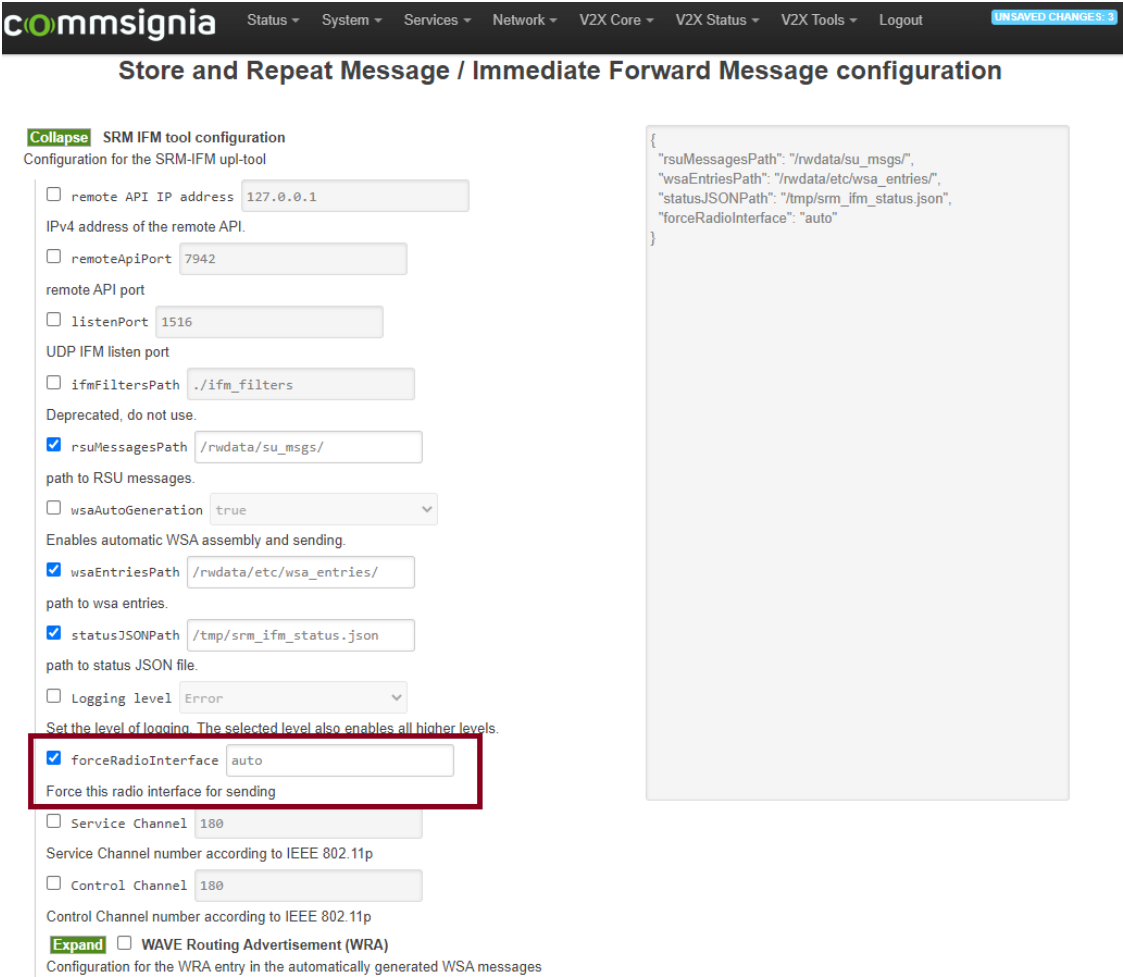 commsignia
Status System Services Network V2X Core V2X Status V2X Tools Logout UNSAVED CHANGES: 3
Store and Repeat Message / Immediate Forward Message configuration
Collapse SRM IFM tool configuration
Configuration for the SRM-IFM upl-tool
remote API IP address 127.0.0.1
IPv4 address of the remote API.
remoteApiPort 7942
remote API port
listenPort 1516
UDP IFM listen port
ifmFiltersPath ./ifm_filters
Deprecated, do not use.
rsuMessagesPath /rwdata/su_msgs/
path to RSU messages.
wsaAutoGeneration true
Enables automatic WSA assembly and sending.
wsaEntriesPath /rwdata/etc/wsa_entries/
path to wsa entries.
statusJSONPath /tmp/srm_ifm_status.json
path to status JSON file.
Logging level Error
Set the level of logging. The selected level also enables all higher levels.
forceRadioInterface auto
Force this radio interface for sending
Service Channel 180
Service Channel number according to IEEE 802.11p
Control Channel 180
Control Channel number according to IEEE 802.11p
Expand WAVE Routing Advertisement (WRA)
Configuration for the WRA entry in the automatically generated WSA messages
{
"rsuMessagesPath": "/rwdata/su_msgs/",
"wsaEntriesPath": "/rwdata/etc/wsa_entries/",
"statusJSONPath": "/tmp/srm_ifm_status.json",
"forceRadioInterface": "auto"
}